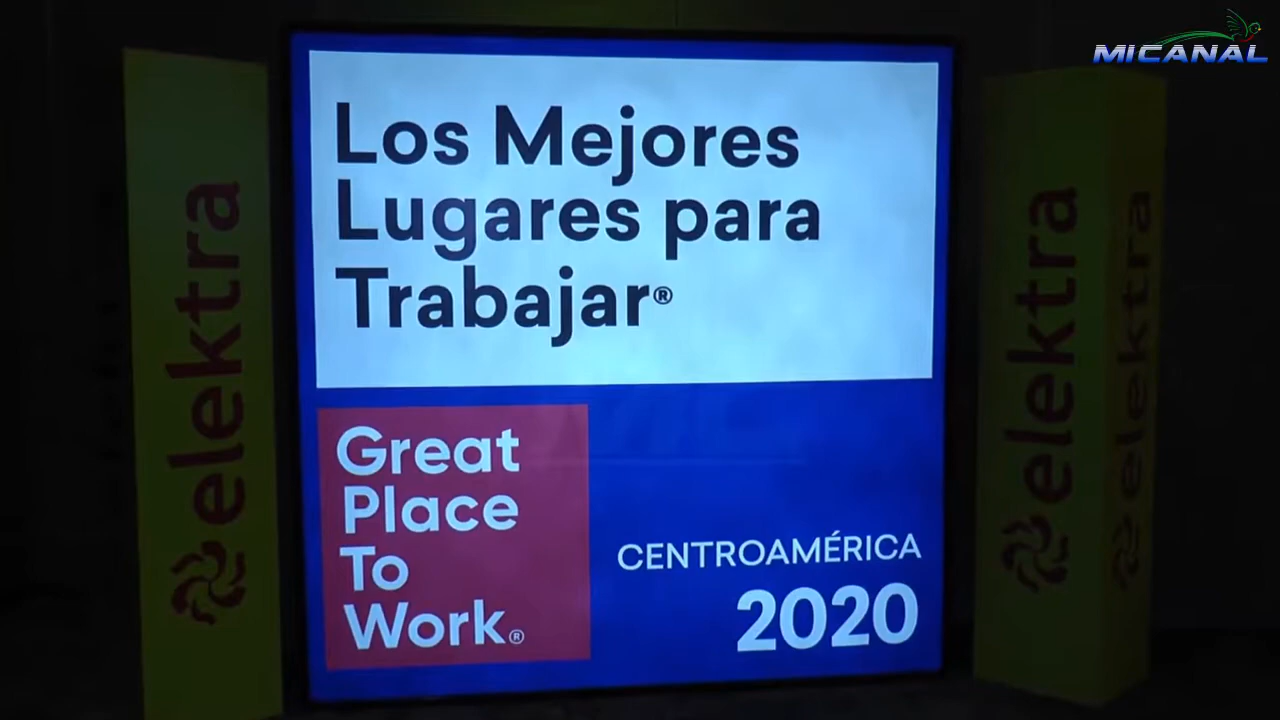 MICANAL
Los Mejores
Lugares para
Trabajar®
Great
Place
To
Work®
CENTROAMÉRICA
2020
elektra
elektra
elektra